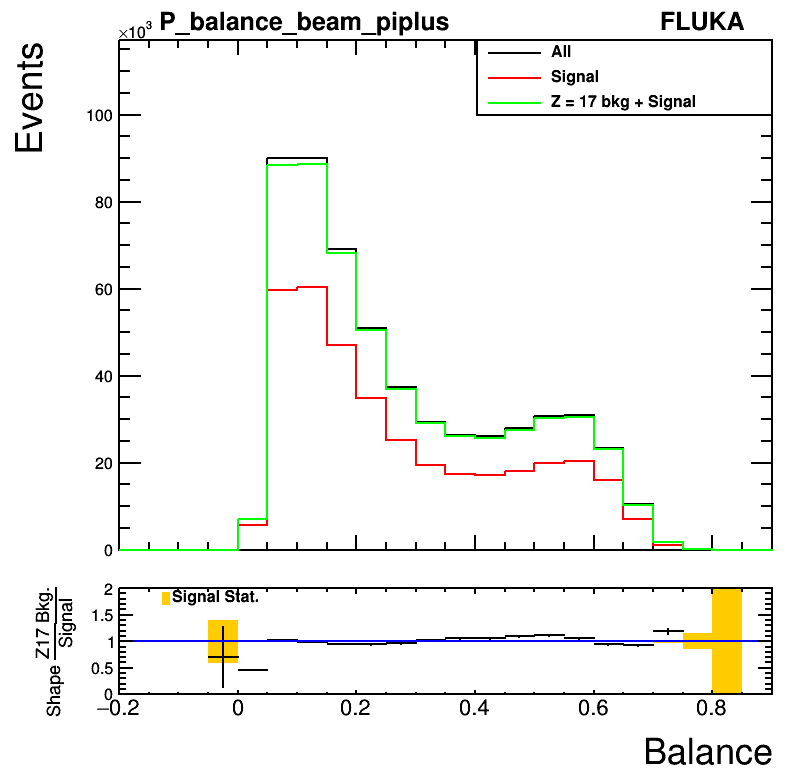 ×10³ P_balance_beam_piplus FLUKA
Events
All
Signal
Z = 17 bkg + Signal
100
80
60
40
20
0
Shape Z17 Bkg. / Signal
Signal Stat.
2
1.5
1
0.5
0
−0.2 0 0.2 0.4 0.6 0.8
Balance